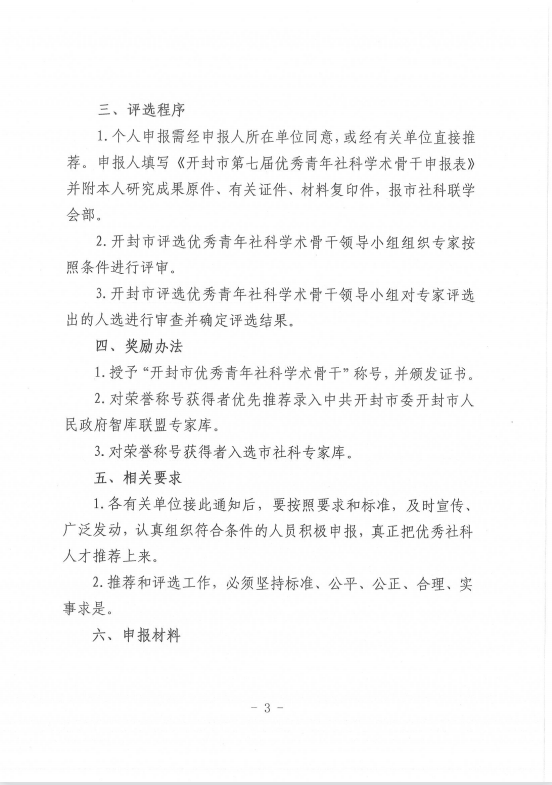 三、评选程序
1.个人申报需经申报人所在单位同意,或经有关单位直接推
荐。申报人填写《开封市第七届优秀青年社科学术骨干申报表》
并附本人研究成果原件、有关证件、材料复印件,报市社科联学
会部。
2.开封市评选优秀青年社科学术骨干领导小组组织专家按
照条件进行评审。
3.开封市评选优秀青年社科学术骨干领导小组对专家评选
出的人选进行审查并确定评选结果。
四、奖励办法
1.授予“开封市优秀青年社科学术骨干”称号,并颁发证书。
2.对荣誉称号获得者优先推荐录入中共开封市委开封市人
民政府智库联盟专家库。
3.对荣誉称号获得者入选市社科专家库。
五、相关要求
1.各有关单位接此通知后,要按照要求和标准,及时宣传、
广泛发动,认真组织符合条件的人员积极申报,真正把优秀社科
人才推荐上来。
2.推荐和评选工作,必须坚持标准、公平、公正、合理、实
事求是。
六、申报材料
- 3 -